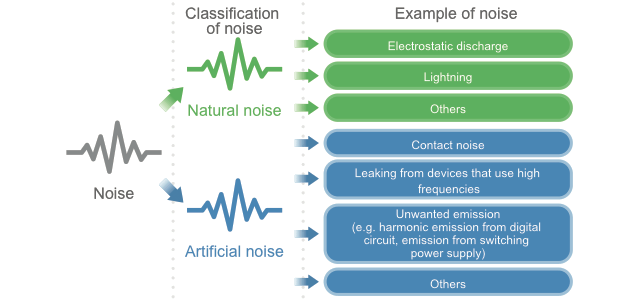 Classification
of noise
Example of noise
Electrostatic discharge
Lightning
Natural noise
Others
Contact noise
Noise
Leaking from devices that use high
frequencies
Unwanted emission
(e.g. harmonic emission from digital
circuit, emission from switching
power supply)
Artificial noise
Others